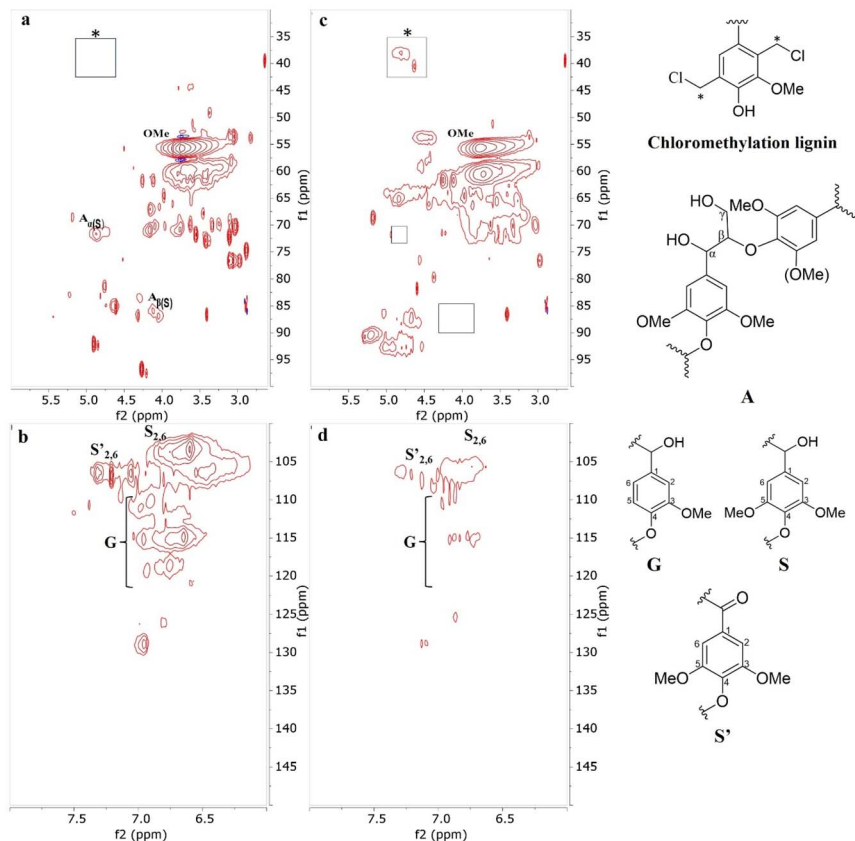 a
*
35
40
45
50
55
60
65
70
75
80
85
90
95
f1 (ppm)
OMe
Aα(S)
Aβ(S)
5.5 5.0 4.5 4.0 3.5 3.0
f2 (ppm)
c
*
35
40
45
50
55
60
65
70
75
80
85
90
95
f1 (ppm)
OMe
5.5 5.0 4.5 4.0 3.5 3.0
f2 (ppm)
b
S2,6
S'2,6
G
105
110
115
120
125
130
135
140
145
f1 (ppm)
7.5 7.0 6.5
f2 (ppm)
d
S2,6
S'2,6
G
105
110
115
120
125
130
135
140
145
f1 (ppm)
7.5 7.0 6.5
f2 (ppm)
*
Cl
Cl
*
OMe
OH
Chloromethylation lignin
HO
MeO
γ
β
HO
α
O
(OMe)
MeO
OMe
O
A
OH
1
6 2
5 3
4
OMe
O
G
OH
1
6 2
5 3
4
MeO
OMe
O
S
O
1
6 2
5 3
4
MeO
OMe
O
S'